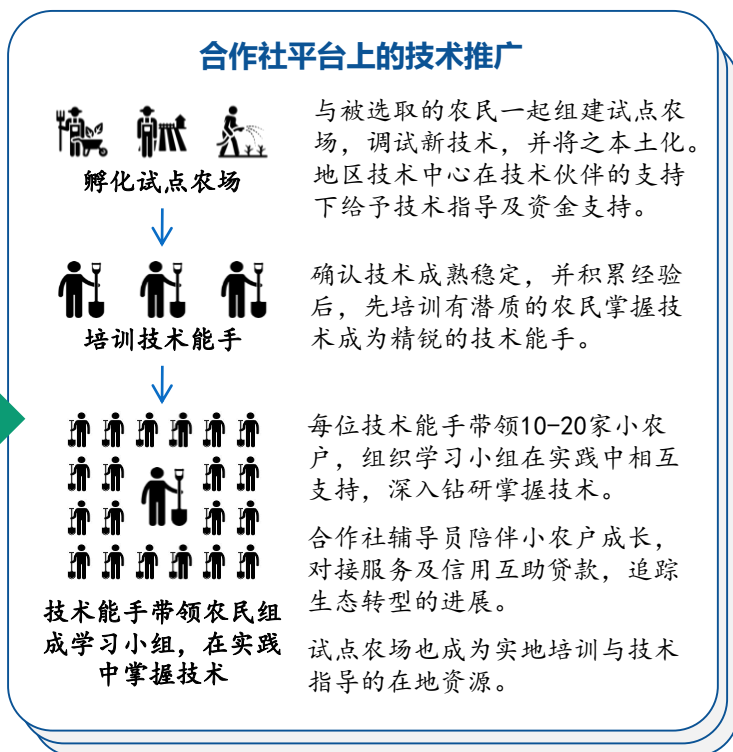 合作社平台上的技术推广
孵化试点农场
与被选取的农民一起组建试点农
场，调试新技术，并将之本土化。
地区技术中心在技术伙伴的支持
下给予技术指导及资金支持。
培训技术能手
确认技术成熟稳定，并积累经验
后，先培训有潜质的农民掌握技
术成为精锐的技术能手。
技术能手带领农民组
成学习小组，在实践
中掌握技术
每位技术能手带领10-20家小农
户，组织学习小组在实践中相互
支持，深入钻研掌握技术。
合作社辅导员陪伴小农户成长，
对接服务及信用互助贷款，追踪
生态转型的进展。
试点农场也成为实地培训与技术
指导的在地资源。